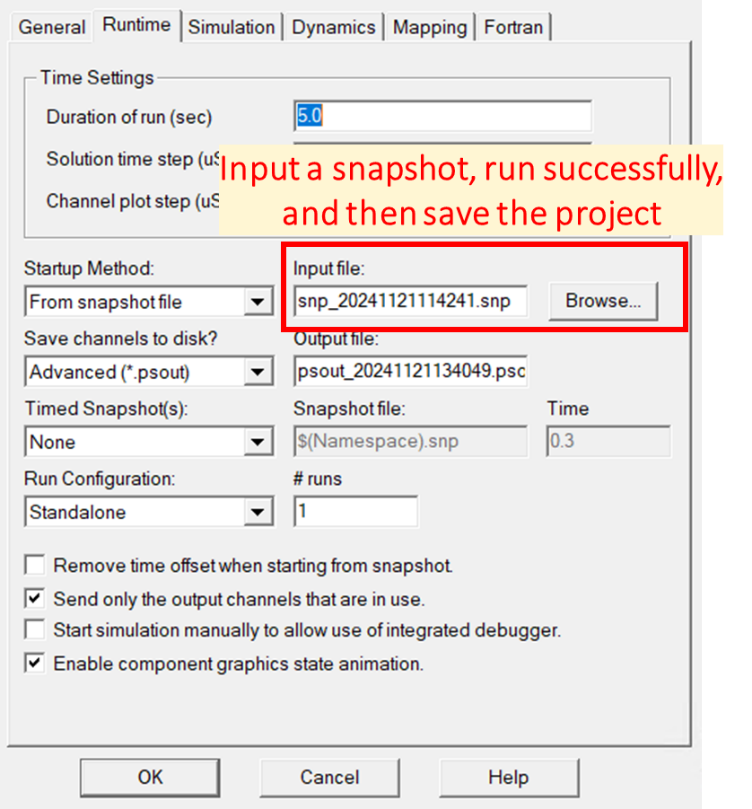 General Runtime Simulation Dynamics Mapping Fortran
Time Settings
Duration of run (sec) 5.0
Solution time step (uS
Input a snapshot, run successfully,
Channel plot step (uS
and then save the project
Startup Method: Input file:
From snapshot file snp_20241121114241.snp Browse...
Save channels to disk? Output file:
Advanced (*.psout) psout_20241121134049.psc
Timed Snapshot(s): Snapshot file: Time
None $(Namespace).snp 0.3
Run Configuration: # runs
Standalone 1
Remove time offset when starting from snapshot.
Send only the output channels that are in use.
Start simulation manually to allow use of integrated debugger.
Enable component graphics state animation.
OK Cancel Help